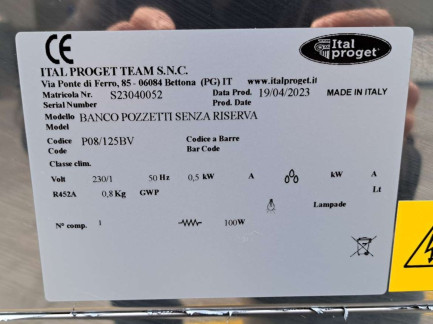 CE
Ital proget®
ITAL PROGET TEAM S.N.C.
Via Ponte di Ferro, 85 - 06084 Bettona (PG) IT www.italproget.it
Matricola Nr. S23040052 Data Prod. 19/04/2023 MADE IN ITALY
Serial Number Prod. Date
Modello BANCO POZZETTI SENZA RISERVA
Model
Codice P08/125BV Codice a Barre
Code Bar Code
Classe clim.
Volt 230/1 50 Hz 0,5 kW A kW A
R452A 0,8 Kg GWP Lt
Lampade
N° comp. 1 100W